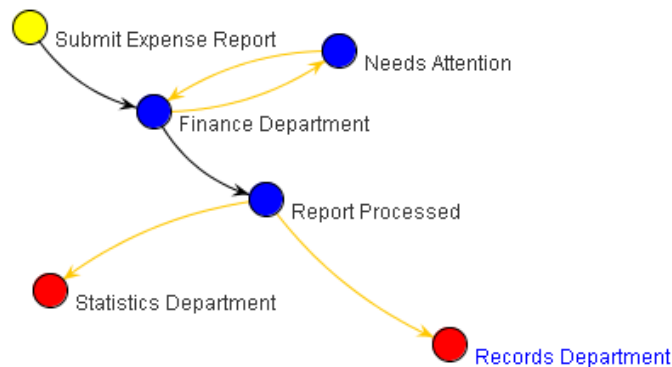 Submit Expense Report
Needs Attention
Finance Department
Report Processed
Statistics Department
Records Department